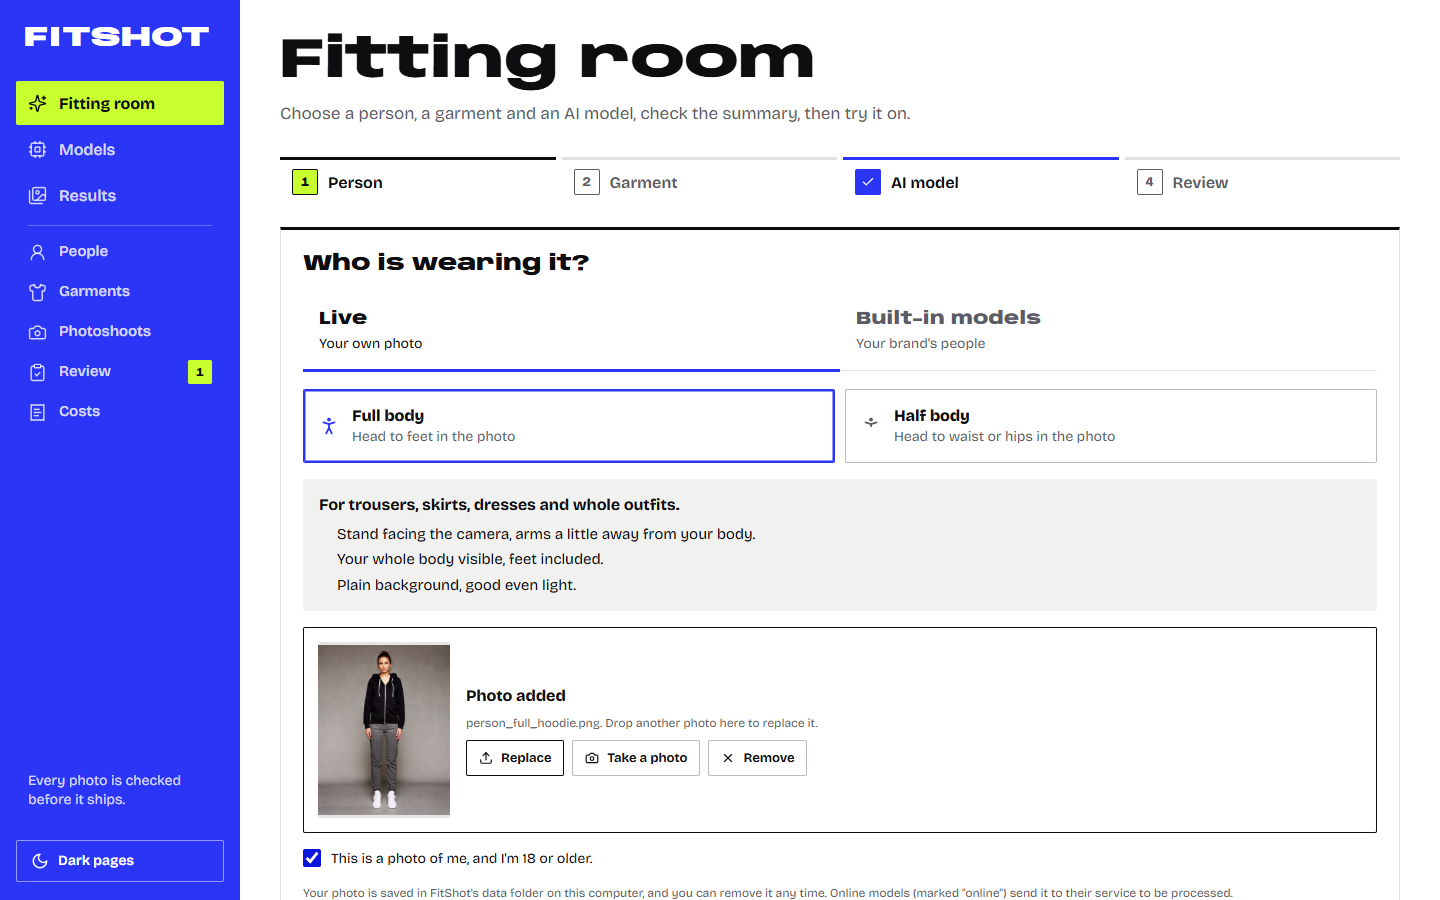 FITSHOT
Fitting room
Models
Results
People
Garments
Photoshoots
Review 1
Costs
Every photo is checked
before it ships.
Dark pages
Fitting room
Choose a person, a garment and an AI model, check the summary, then try it on.
1 Person
2 Garment
AI model
4 Review
Who is wearing it?
Live
Your own photo
Built-in models
Your brand's people
Full body
Head to feet in the photo
Half body
Head to waist or hips in the photo
For trousers, skirts, dresses and whole outfits.
Stand facing the camera, arms a little away from your body.
Your whole body visible, feet included.
Plain background, good even light.
Photo added
person_full_hoodie.png. Drop another photo here to replace it.
Replace
Take a photo
Remove
This is a photo of me, and I'm 18 or older.
Your photo is saved in FitShot's data folder on this computer, and you can remove it any time. Online models (marked "online") send it to their service to be processed.